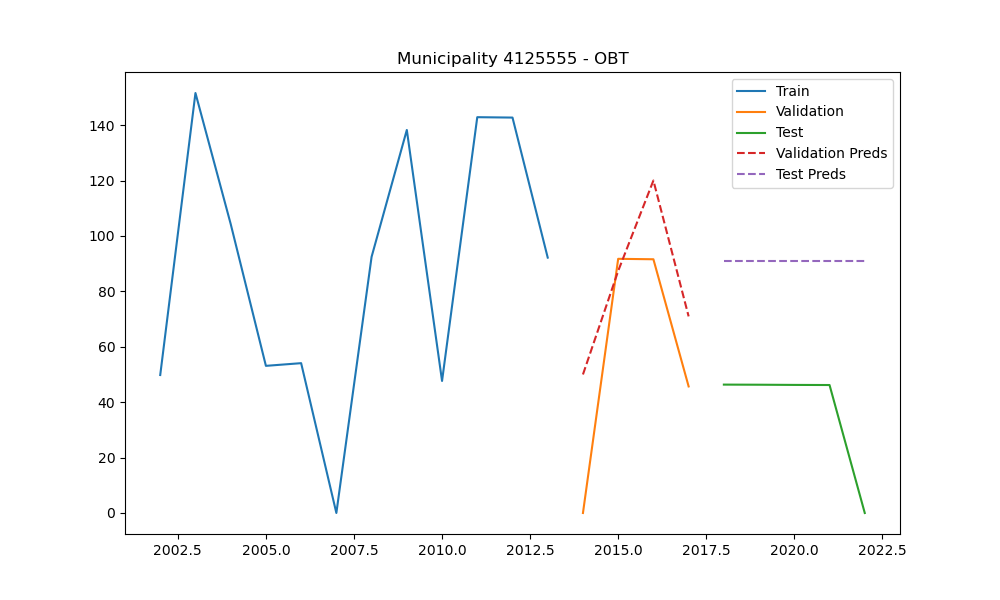 Municipality 4125555 - OBT
Train
Validation
Test
Validation Preds
Test Preds
140
120
100
80
60
40
20
0
2002.5 2005.0 2007.5 2010.0 2012.5 2015.0 2017.5 2020.0 2022.5